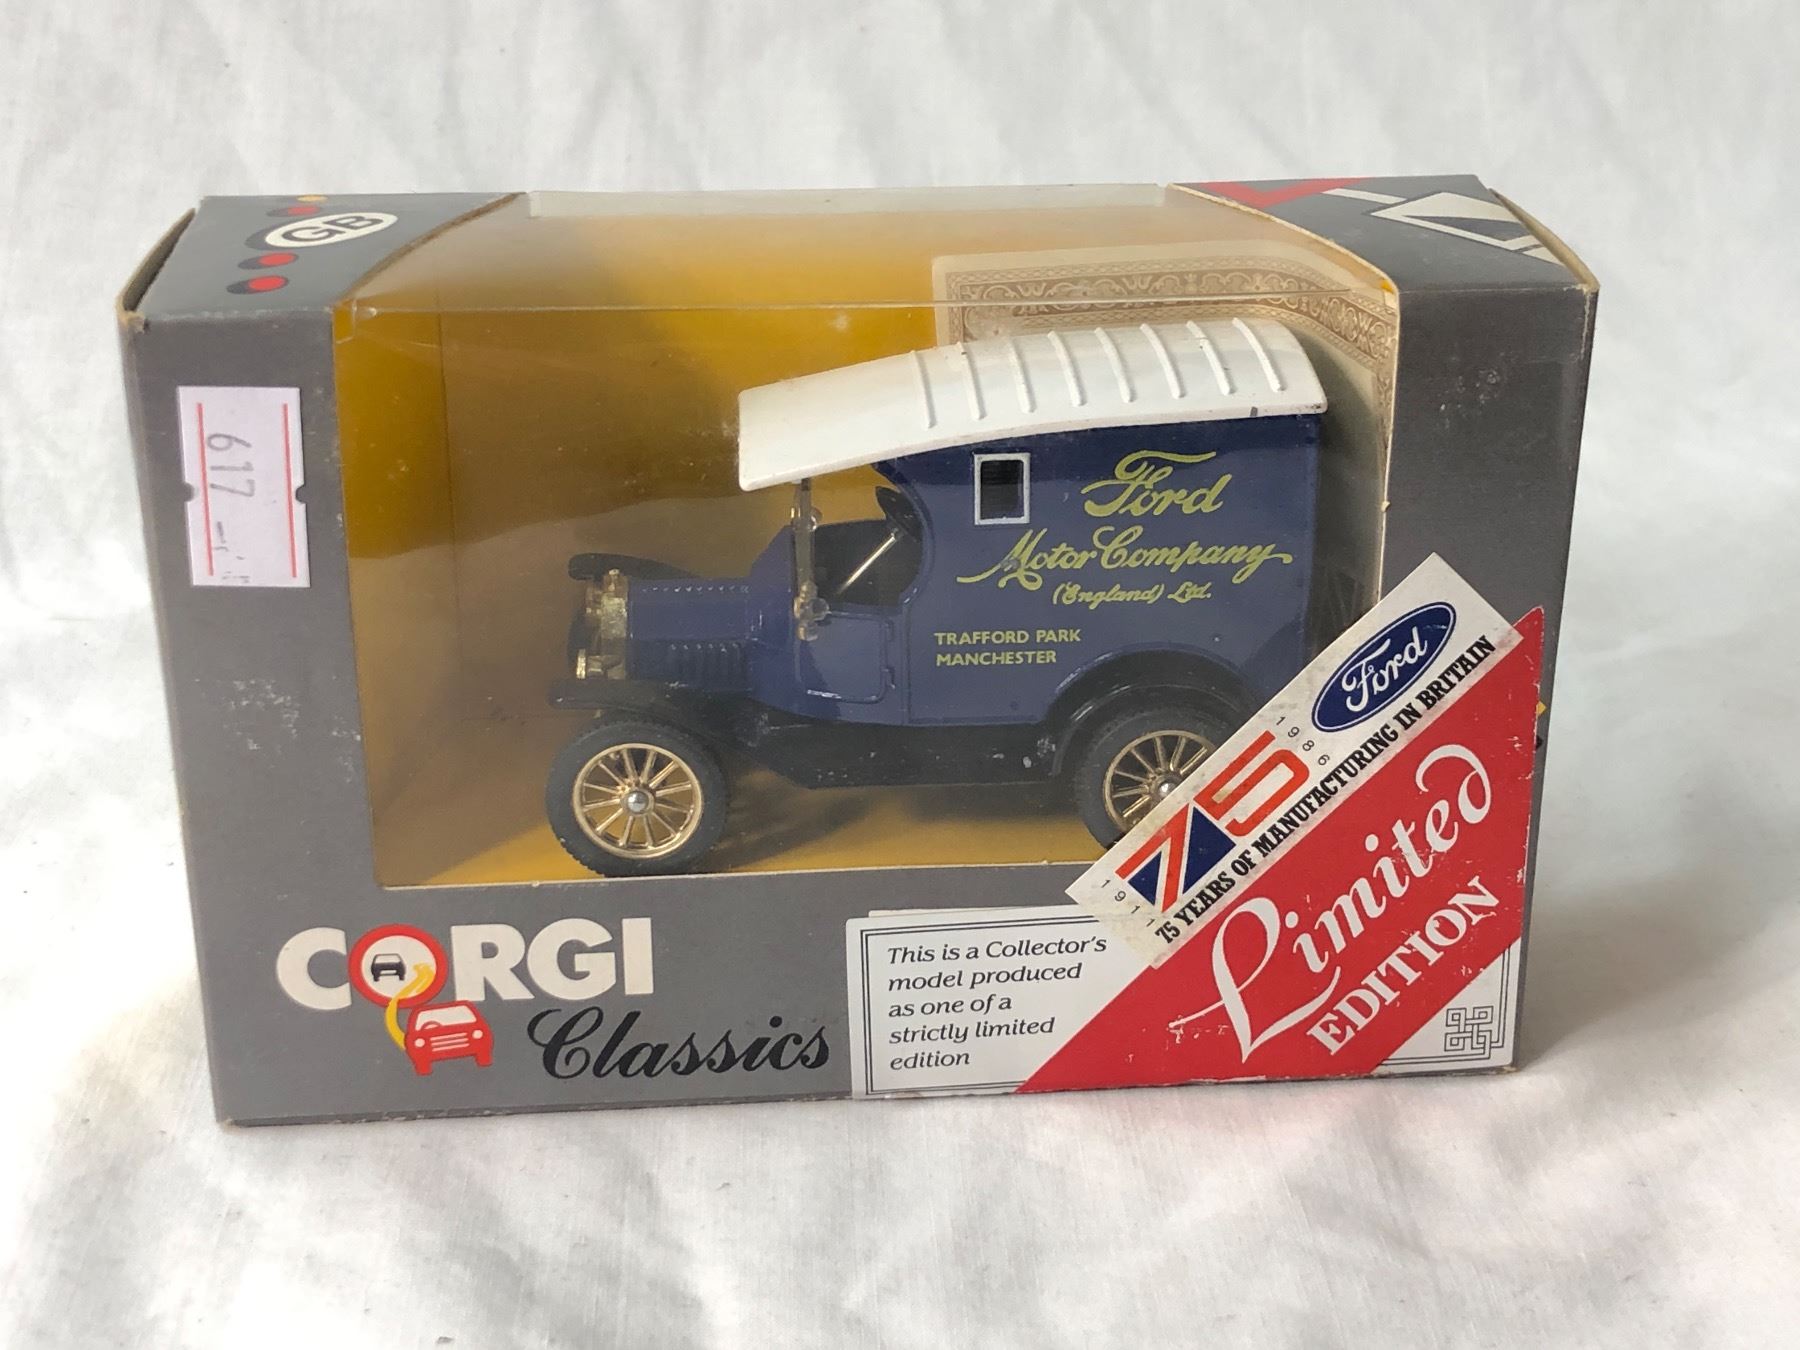 GB
617
Ford
Motor Company
(England) Ltd.
TRAFFORD PARK
MANCHESTER
Ford
1986
75
1911
75 YEARS OF MANUFACTURING IN BRITAIN
Limited
EDITION
CORGI
Classics
This is a Collector's
model produced
as one of a
strictly limited
edition